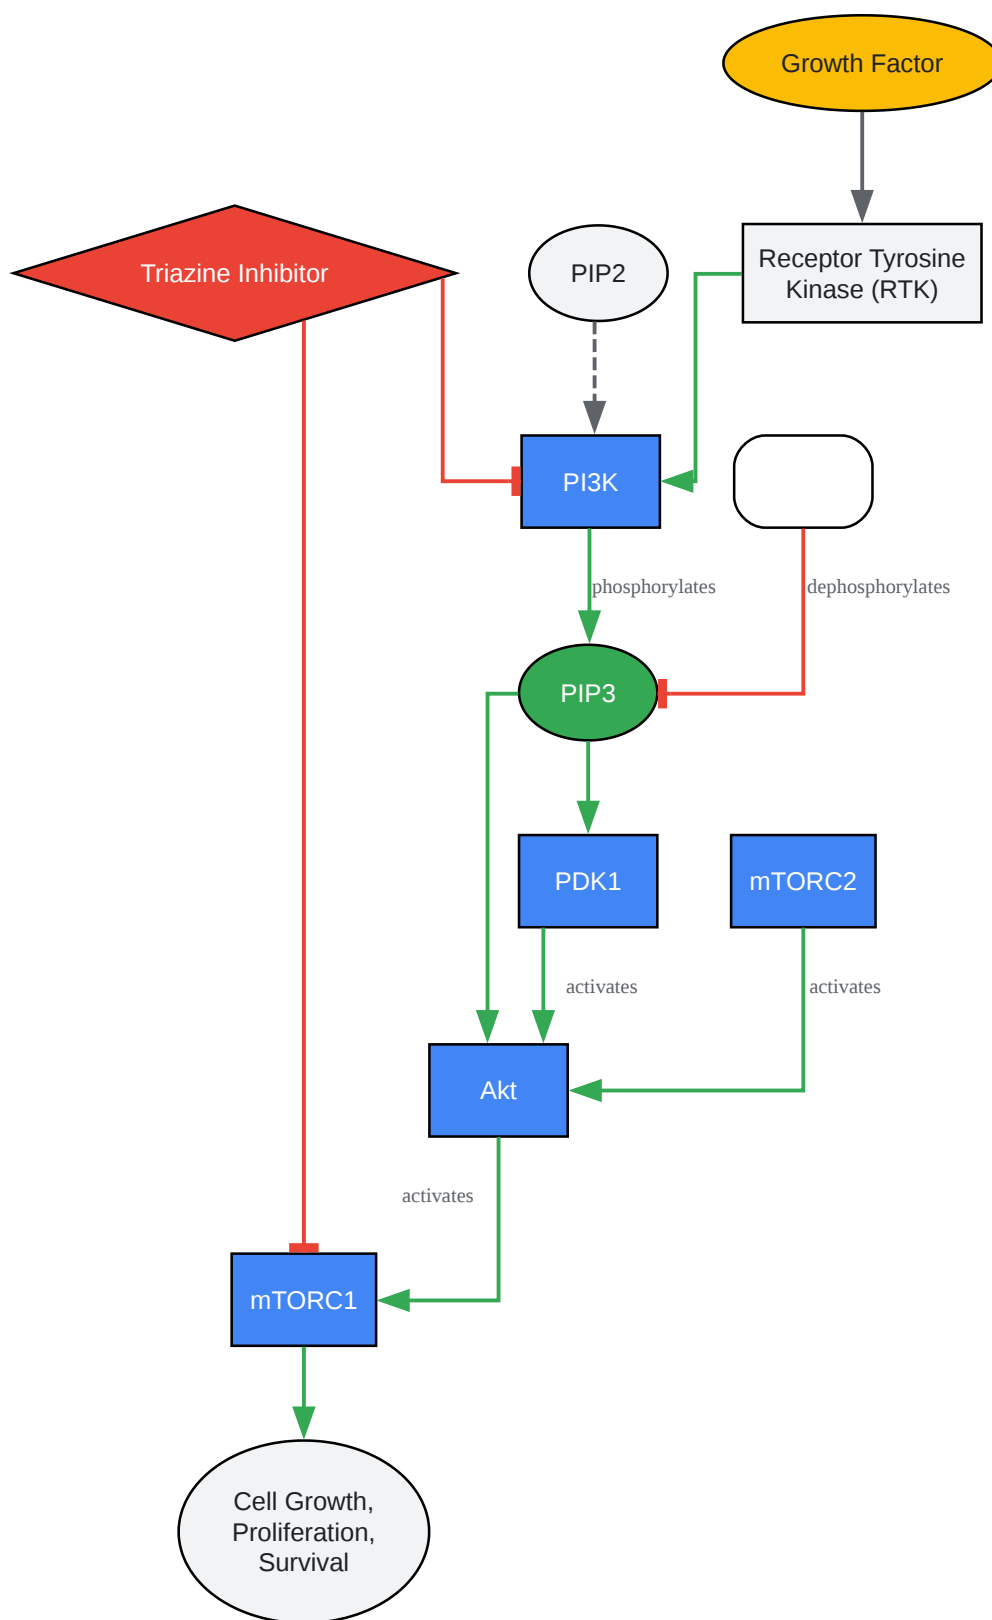 Growth Factor
Triazine Inhibitor
PIP2
Receptor Tyrosine
Kinase (RTK)
PI3K
phosphorylates
dephosphorylates
PIP3
PDK1
mTORC2
activates
activates
Akt
activates
mTORC1
Cell Growth,
Proliferation,
Survival